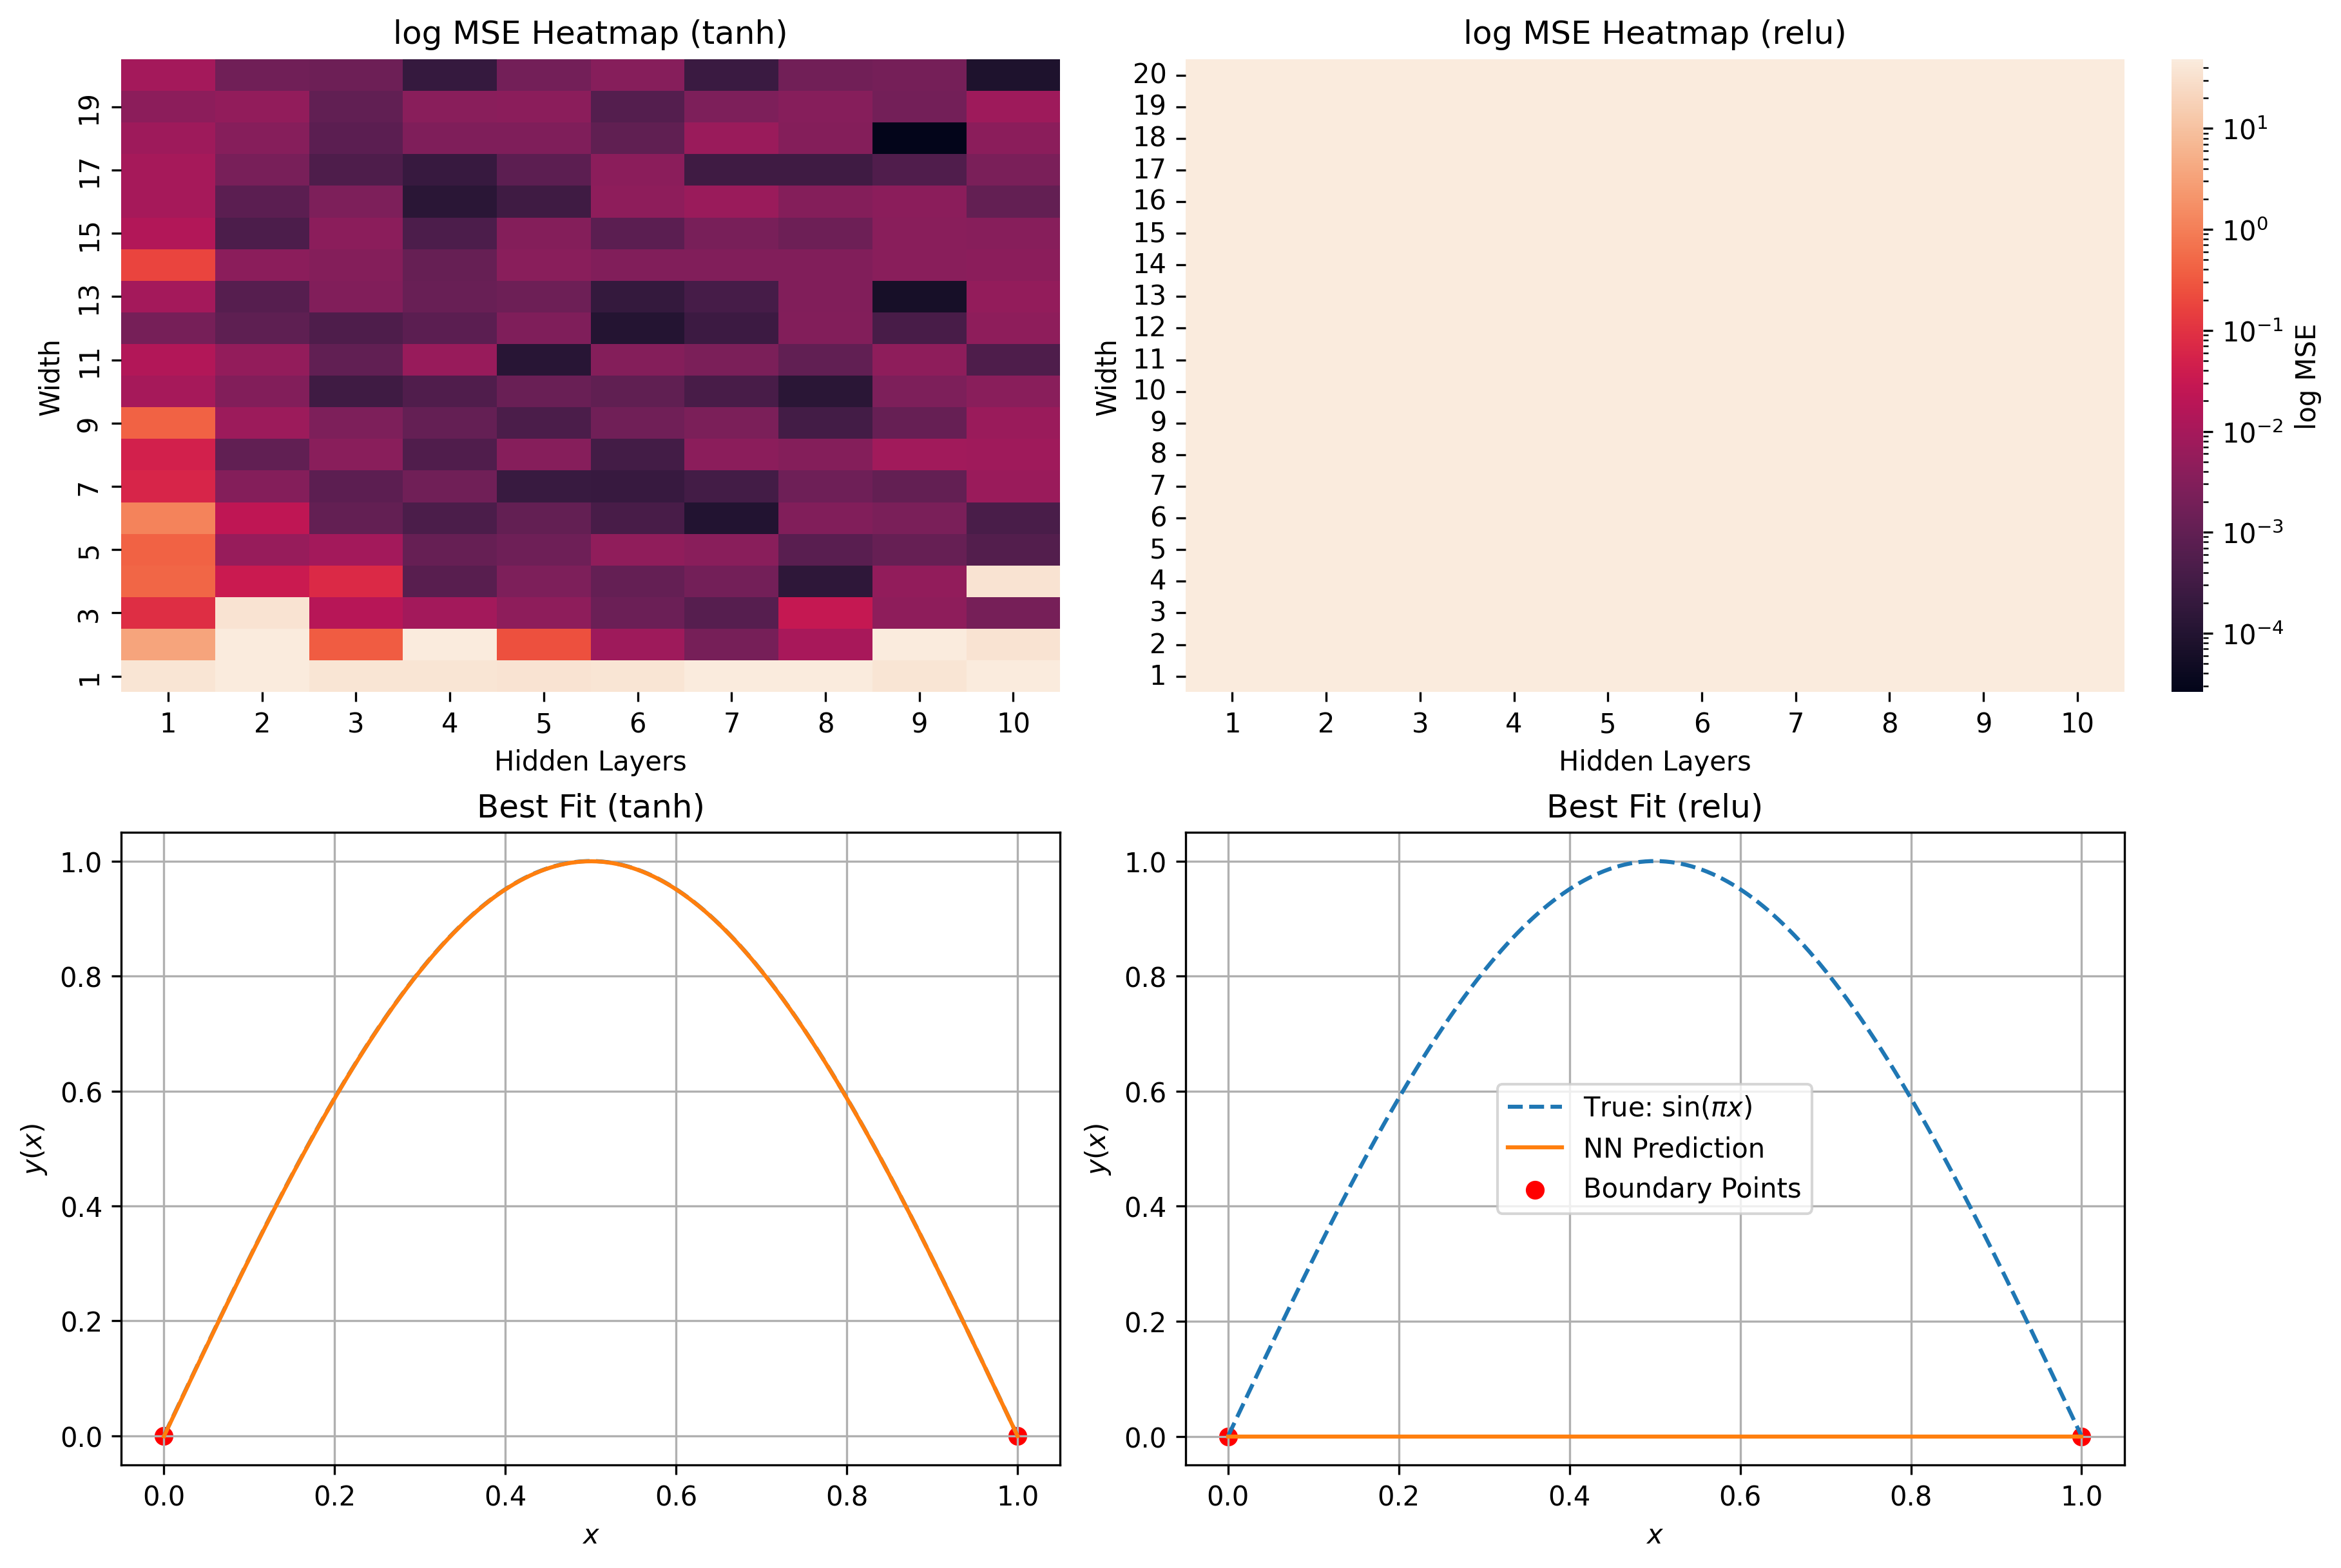 log MSE Heatmap (tanh)
Width
19
17
15
13
11
9
7
5
3
1
1 2 3 4 5 6 7 8 9 10
Hidden Layers
log MSE Heatmap (relu)
Width
20
19
18
17
16
15
14
13
12
11
10
9
8
7
6
5
4
3
2
1
1 2 3 4 5 6 7 8 9 10
Hidden Layers
10¹
10⁰
10⁻¹
10⁻²
10⁻³
10⁻⁴
log MSE
Best Fit (tanh)
y(x)
1.0
0.8
0.6
0.4
0.2
0.0
0.0 0.2 0.4 0.6 0.8 1.0
x
Best Fit (relu)
y(x)
1.0
0.8
0.6
0.4
0.2
0.0
True: sin(πx)
NN Prediction
Boundary Points
0.0 0.2 0.4 0.6 0.8 1.0
x